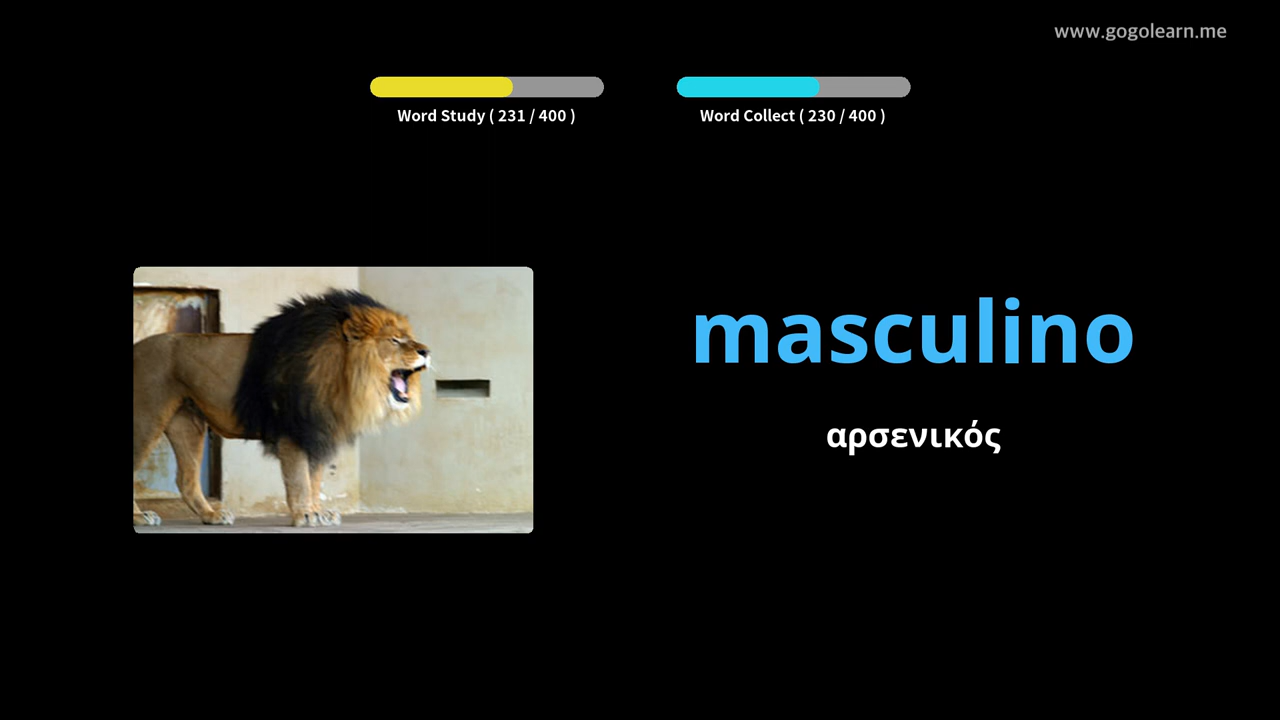 www.gogolearn.me
Word Study ( 231 / 400 )
Word Collect ( 230 / 400 )
masculino
αρσενικός